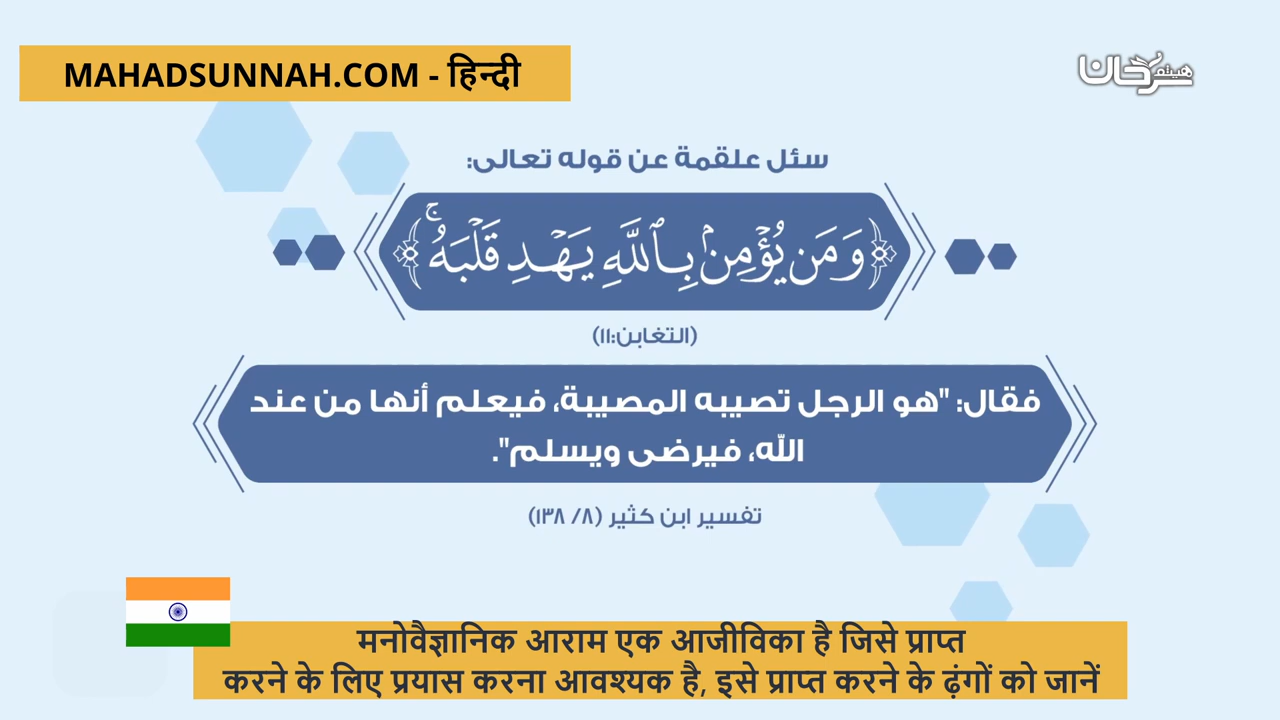 MAHADSUNNAH.COM - हिन्दी
هيثم سرحان
سئل علقمة عن قوله تعالى:
﴿وَمَن يُؤْمِنۢ بِٱللَّهِ يَهْدِ قَلْبَهُۥۚ﴾
(التغابن:١١)
فقال: "هو الرجل تصيبه المصيبة، فيعلم أنها من عند
الله، فيرضى ويسلم".
تفسير ابن كثير (٨/ ١٣٨)
मनोवैज्ञानिक आराम एक आजीविका है जिसे प्राप्त
करने के लिए प्रयास करना आवश्यक है, इसे प्राप्त करने के ढ़ंगों को जानें